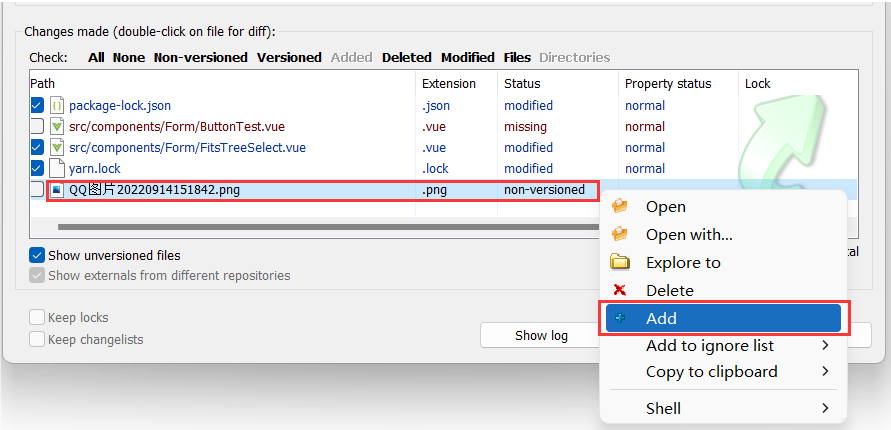 Changes made (double-click on file for diff):
Check: All None Non-versioned Versioned Added Deleted Modified Files Directories
Path Extension Status Property status Lock
package-lock.json .json modified normal
src/components/Form/ButtonTest.vue .vue missing normal
src/components/Form/FitsTreeSelect.vue .vue modified normal
yarn.lock .lock modified normal
QQ图片20220914151842.png .png non-versioned
Open
Show unversioned files
Open with...
Show externals from different repositories
Explore to
Delete
Keep locks
Add
Keep changelists
Show log
Add to ignore list
Copy to clipboard
Shell